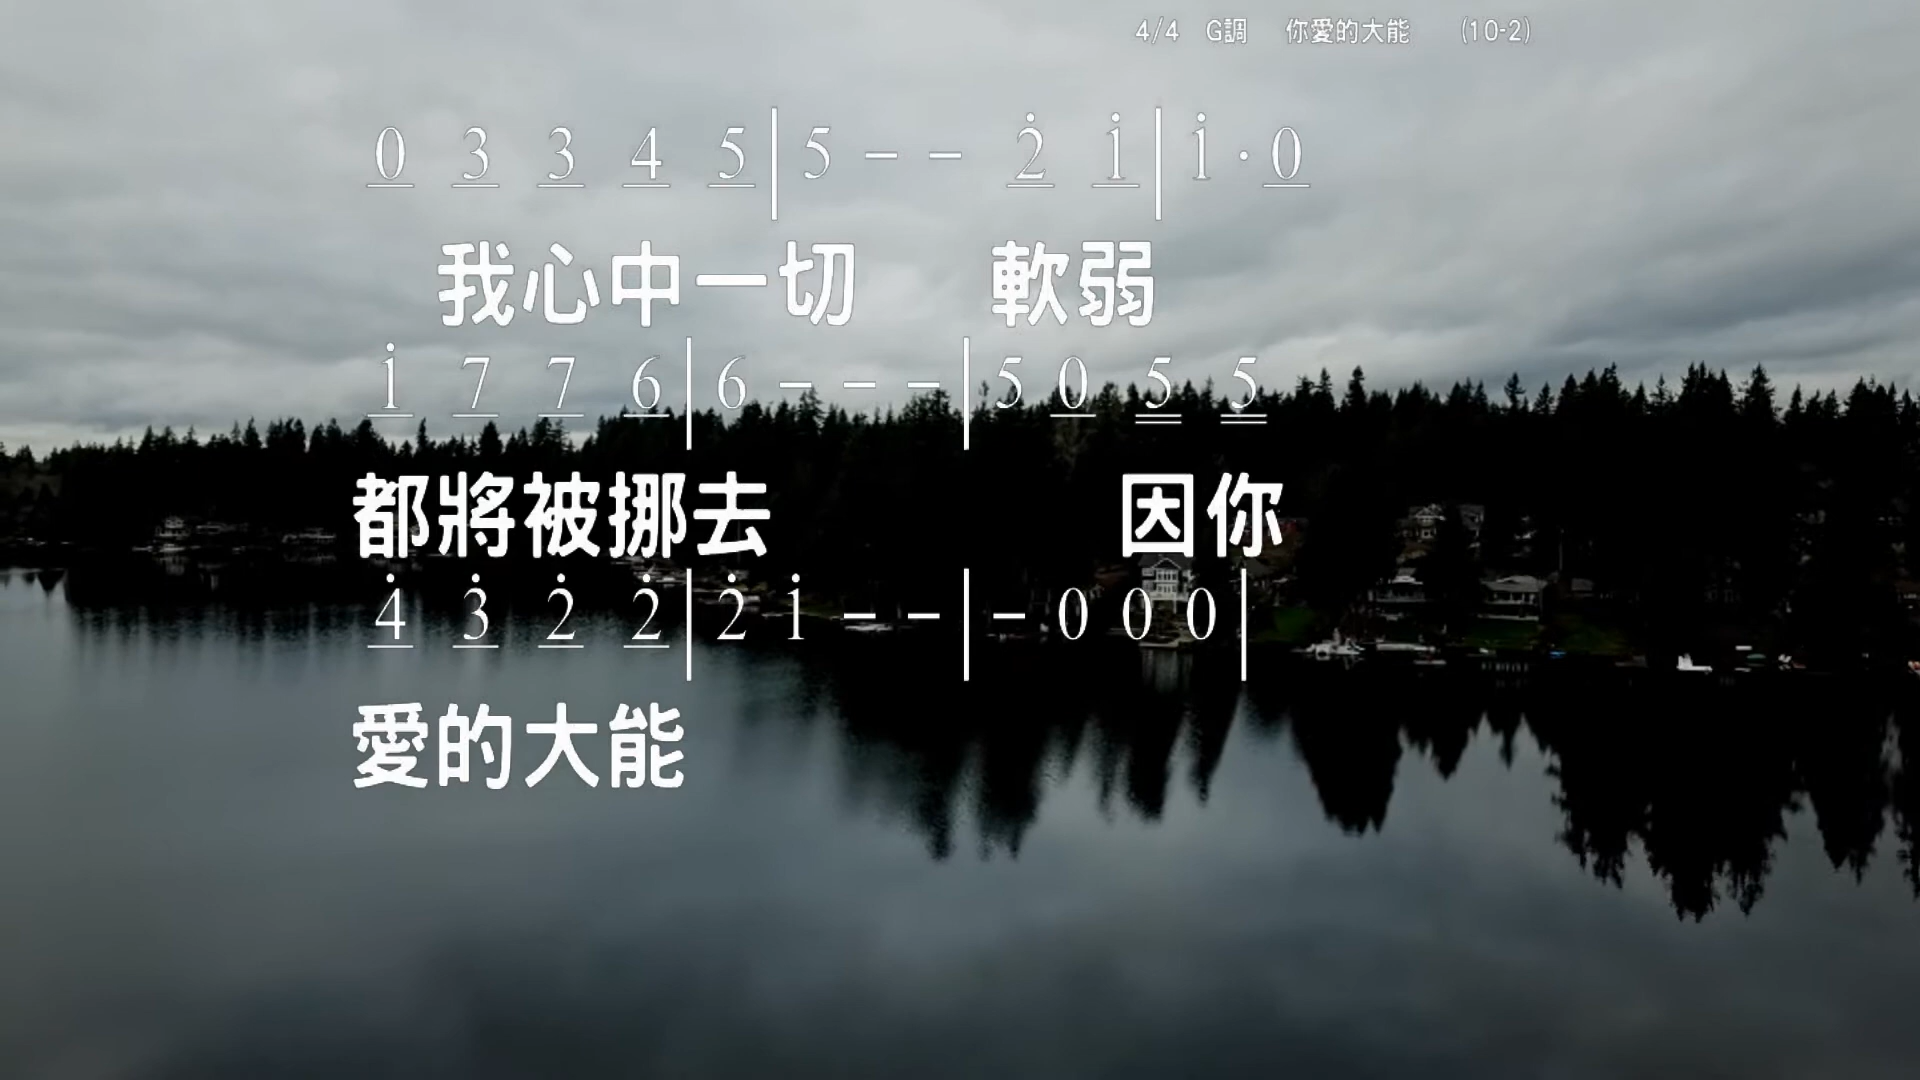 4/4 G調 你愛的大能 (10-2)
0 3 3 4 5 | 5 - - 2̇ 1̇ | 1̇ · 0
我心中一切 軟弱
1̇ 7 7 6 | 6 - - - | 5 0 5 5
都將被挪去 因你
4̇ 3̇ 2̇ 2̇ | 2̇ 1̇ - - | - 0 0 0 |
愛的大能